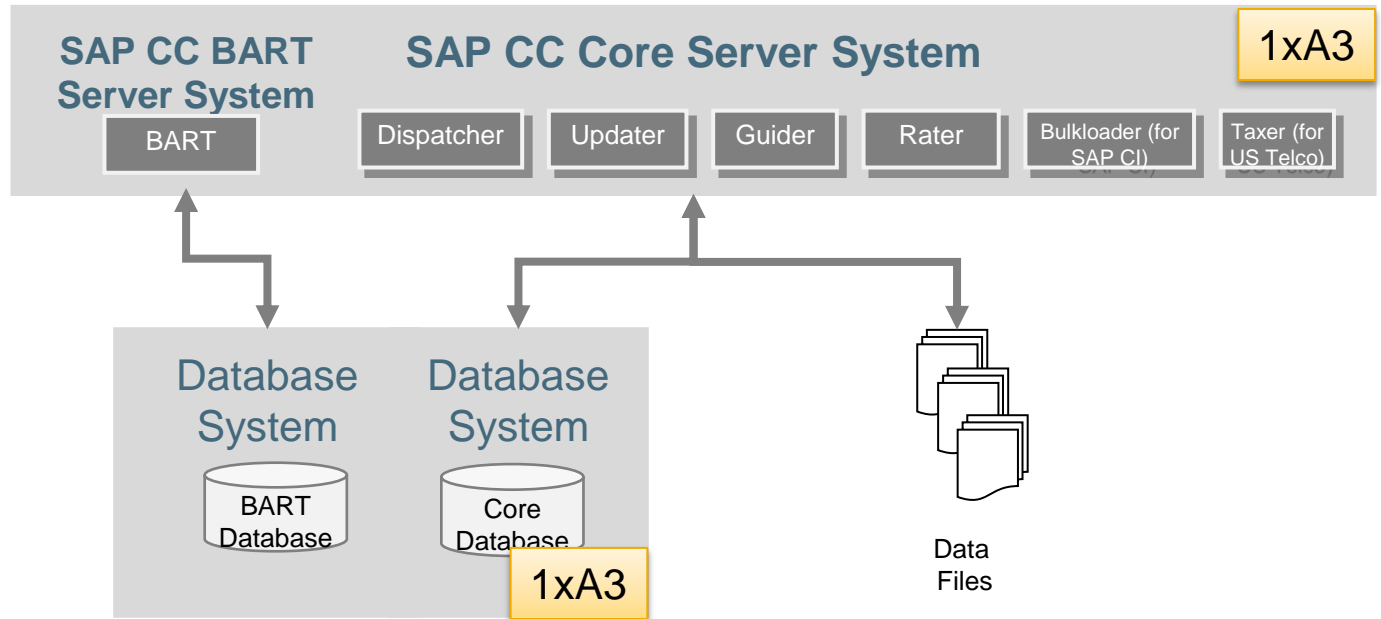 SAP CC BART
Server System
SAP CC Core Server System
1xA3
BART
Dispatcher
Updater
Guider
Rater
Bulkloader (for
SAP CI)
Taxer (for
US Telco)
Database
System
Database
System
BART
Database
Core
Database
1xA3
Data
Files